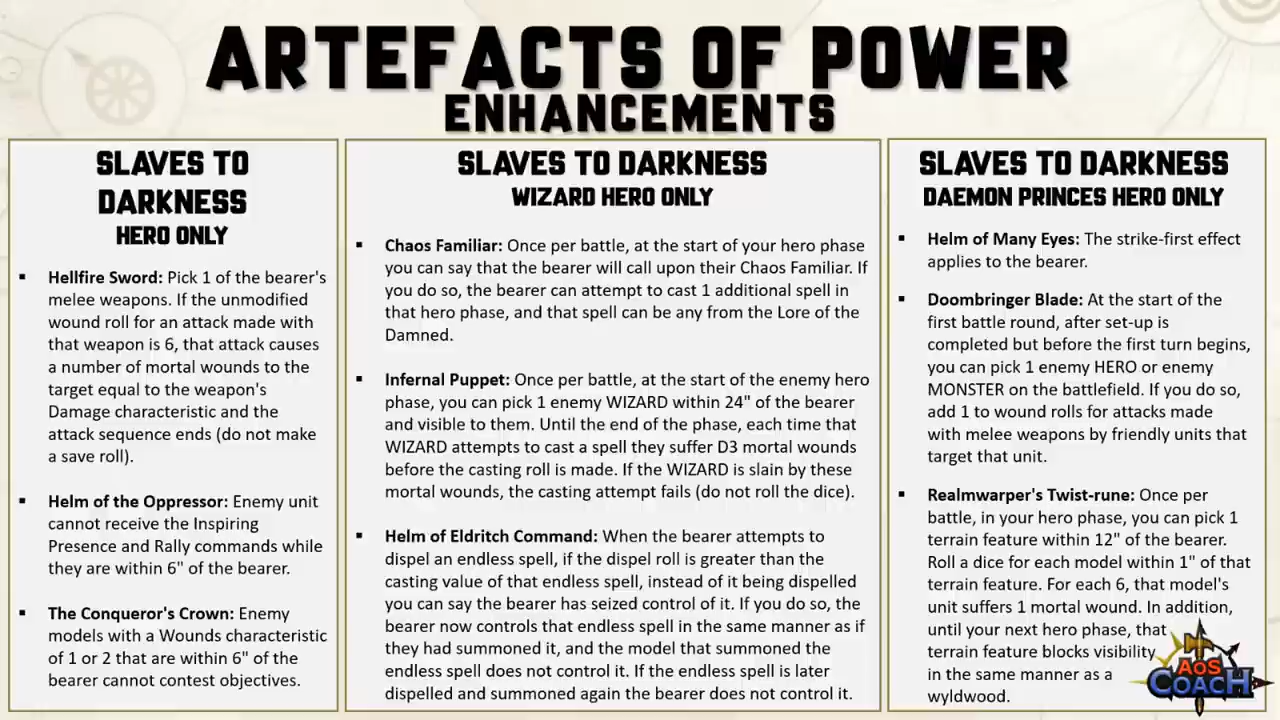 ARTEFACTS OF POWER
ENHANCEMENTS
SLAVES TO
DARKNESS
HERO ONLY
▪ Hellfire Sword: Pick 1 of the bearer's
melee weapons. If the unmodified
wound roll for an attack made with
that weapon is 6, that attack causes
a number of mortal wounds to the
target equal to the weapon's
Damage characteristic and the
attack sequence ends (do not make
a save roll).
▪ Helm of the Oppressor: Enemy unit
cannot receive the Inspiring
Presence and Rally commands while
they are within 6" of the bearer.
▪ The Conqueror's Crown: Enemy
models with a Wounds characteristic
of 1 or 2 that are within 6" of the
bearer cannot contest objectives.
SLAVES TO DARKNESS
WIZARD HERO ONLY
▪ Chaos Familiar: Once per battle, at the start of your hero phase
you can say that the bearer will call upon their Chaos Familiar. If
you do so, the bearer can attempt to cast 1 additional spell in
that hero phase, and that spell can be any from the Lore of the
Damned.
▪ Infernal Puppet: Once per battle, at the start of the enemy hero
phase, you can pick 1 enemy WIZARD within 24" of the bearer
and visible to them. Until the end of the phase, each time that
WIZARD attempts to cast a spell they suffer D3 mortal wounds
before the casting roll is made. If the WIZARD is slain by these
mortal wounds, the casting attempt fails (do not roll the dice).
▪ Helm of Eldritch Command: When the bearer attempts to
dispel an endless spell, if the dispel roll is greater than the
casting value of that endless spell, instead of it being dispelled
you can say the bearer has seized control of it. If you do so, the
bearer now controls that endless spell in the same manner as if
they had summoned it, and the model that summoned the
endless spell does not control it. If the endless spell is later
dispelled and summoned again the bearer does not control it.
SLAVES TO DARKNESS
DAEMON PRINCES HERO ONLY
▪ Helm of Many Eyes: The strike-first effect
applies to the bearer.
▪ Doombringer Blade: At the start of the
first battle round, after set-up is
completed but before the first turn begins,
you can pick 1 enemy HERO or enemy
MONSTER on the battlefield. If you do so,
add 1 to wound rolls for attacks made
with melee weapons by friendly units that
target that unit.
▪ Realmwarper's Twist-rune: Once per
battle, in your hero phase, you can pick 1
terrain feature within 12" of the bearer.
Roll a dice for each model within 1" of that
terrain feature. For each 6, that model's
unit suffers 1 mortal wound. In addition,
until your next hero phase, that
terrain feature blocks visibility
in the same manner as a
wyldwood.
AoS
COACH